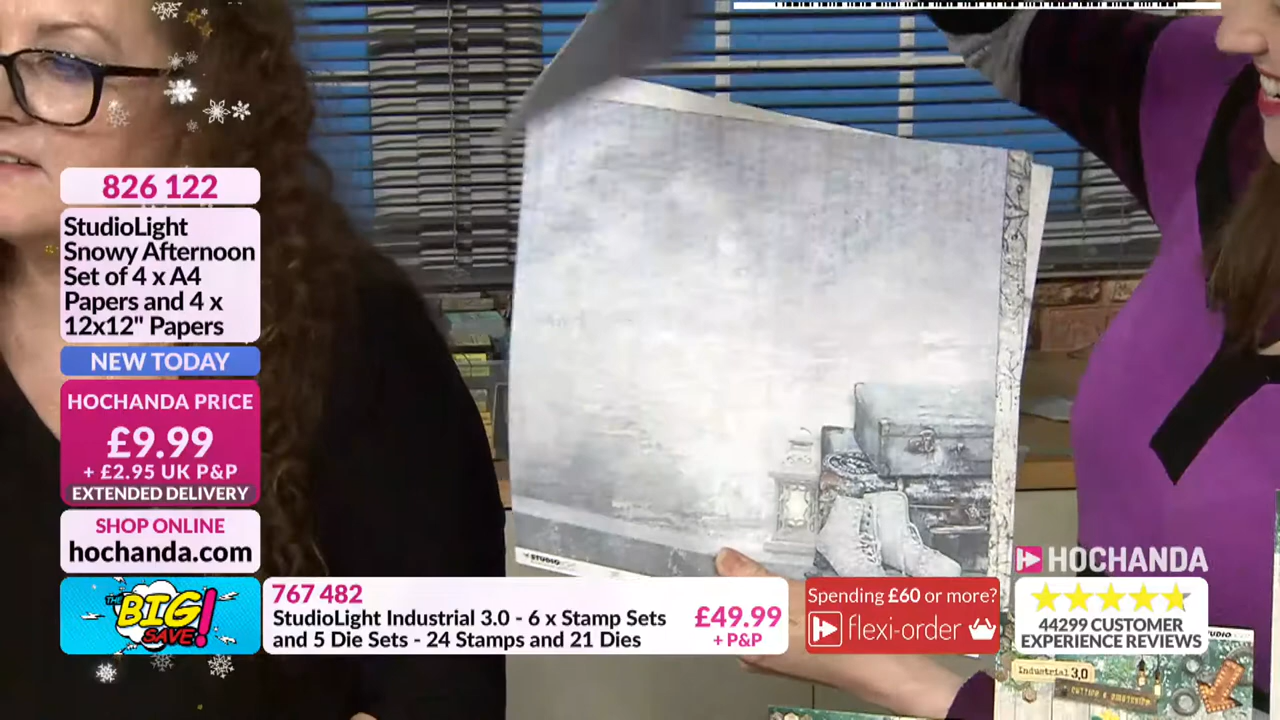 826 122
StudioLight
Snowy Afternoon
Set of 4 x A4
Papers and 4 x
12x12" Papers
NEW TODAY
HOCHANDA PRICE
£9.99
+ £2.95 UK P&P
EXTENDED DELIVERY
SHOP ONLINE
hochanda.com
THE
BIG
SAVE!
767 482
StudioLight Industrial 3.0 - 6 x Stamp Sets
and 5 Die Sets - 24 Stamps and 21 Dies
£49.99
+ P&P
Spending £60 or more?
flexi-order
HOCHANDA
44299 CUSTOMER
EXPERIENCE REVIEWS
STUDIO
STUDIO
Industrial 3.0